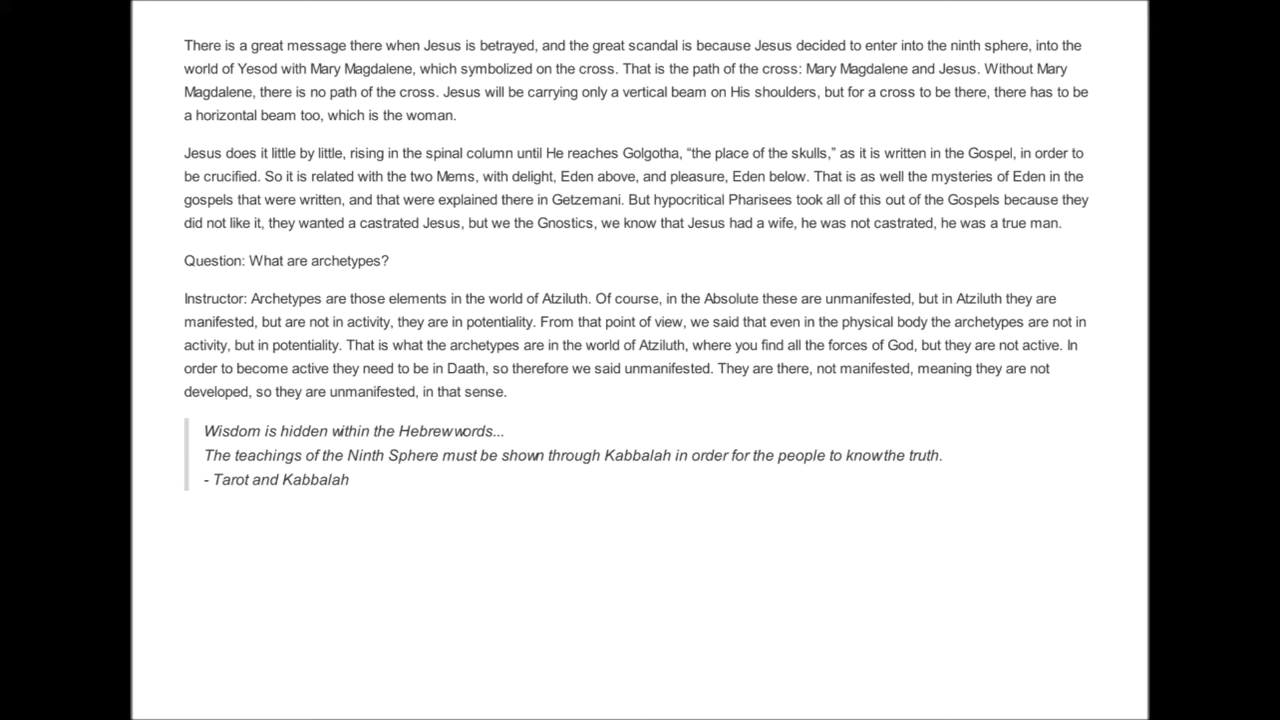 There is a great message there when Jesus is betrayed, and the great scandal is because Jesus decided to enter into the ninth sphere, into the
world of Yesod with Mary Magdalene, which symbolized on the cross. That is the path of the cross: Mary Magdalene and Jesus. Without Mary
Magdalene, there is no path of the cross. Jesus will be carrying only a vertical beam on His shoulders, but for a cross to be there, there has to be
a horizontal beam too, which is the woman.
Jesus does it little by little, rising in the spinal column until He reaches Golgotha, “the place of the skulls,” as it is written in the Gospel, in order to
be crucified. So it is related with the two Mems, with delight, Eden above, and pleasure, Eden below. That is as well the mysteries of Eden in the
gospels that were written, and that were explained there in Getzemani. But hypocritical Pharisees took all of this out of the Gospels because they
did not like it, they wanted a castrated Jesus, but we the Gnostics, we know that Jesus had a wife, he was not castrated, he was a true man.
Question: What are archetypes?
Instructor: Archetypes are those elements in the world of Atziluth. Of course, in the Absolute these are unmanifested, but in Atziluth they are
manifested, but are not in activity, they are in potentiality. From that point of view, we said that even in the physical body the archetypes are not in
activity, but in potentiality. That is what the archetypes are in the world of Atziluth, where you find all the forces of God, but they are not active. In
order to become active they need to be in Daath, so therefore we said unmanifested. They are there, not manifested, meaning they are not
developed, so they are unmanifested, in that sense.
Wisdom is hidden within the Hebrew words...
The teachings of the Ninth Sphere must be shown through Kabbalah in order for the people to know the truth.
- Tarot and Kabbalah